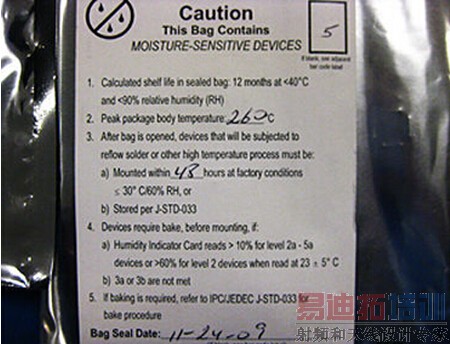 Caution
This Bag Contains
MOISTURE-SENSITIVE DEVICES
5
If blank, see adjacent
bar code label
1. Calculated shelf life in sealed bag: 12 months at <40°C
and <90% relative humidity (RH)
2. Peak package body temperature: 260°C
3. After bag is opened, devices that will be subjected to
reflow solder or other high temperature process must be:
a) Mounted within 48 hours at factory conditions
≤ 30° C/60% RH, or
b) Stored per J-STD-033
4. Devices require bake, before mounting, if:
a) Humidity Indicator Card reads > 10% for level 2a - 5a
devices or >60% for level 2 devices when read at 23 ± 5° C
b) 3a or 3b are not met
5. If baking is required, refer to IPC/JEDEC J-STD-033 for
bake procedure
Bag Seal Date: 11-24-09
易迪拓培训
射频和天线设计专家